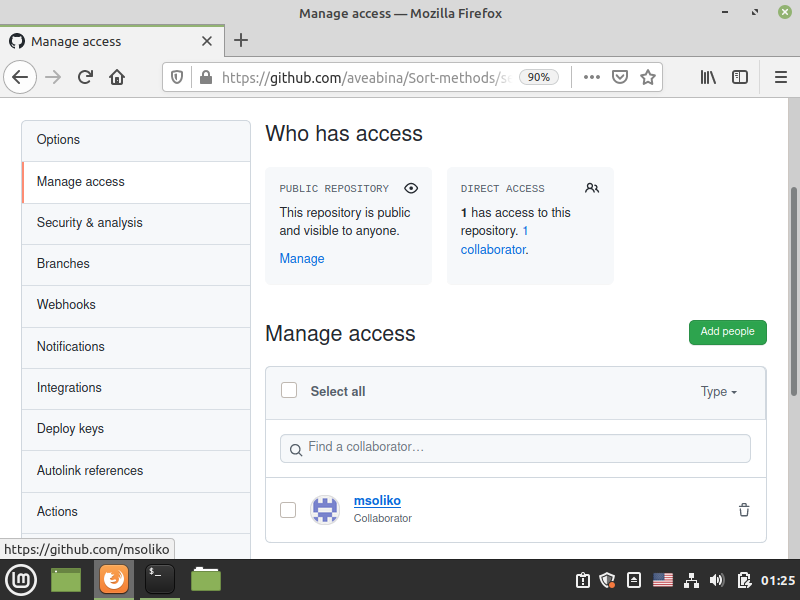 Manage access — Mozilla Firefox
Manage access
https://github.com/aveabina/Sort-methods/s
90%
Options
Manage access
Security & analysis
Branches
Webhooks
Notifications
Integrations
Deploy keys
Autolink references
Actions
https://github.com/msoliko
Who has access
PUBLIC REPOSITORY
This repository is public
and visible to anyone.
Manage
DIRECT ACCESS
1 has access to this
repository. 1
collaborator.
Manage access
Add people
Select all
Type
Find a collaborator…
msoliko
Collaborator
01:25